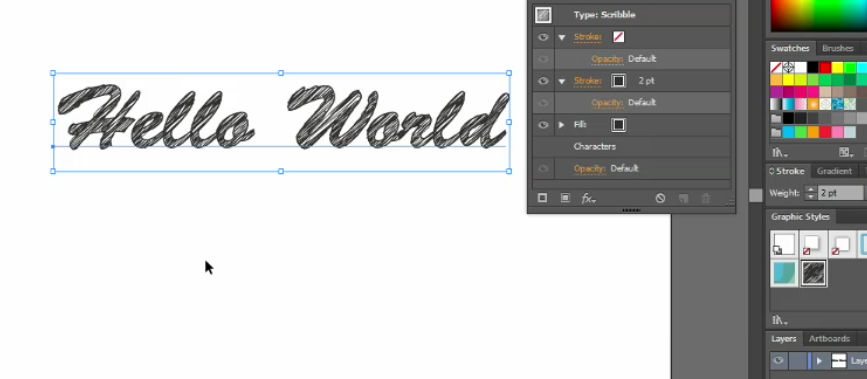 Hello World
Type: Scribble
Stroke:
Opacity: Default
Stroke: 2 pt
Opacity: Default
Fill:
Characters
Opacity: Default
fx
Swatches Brushes
Stroke Gradient
Weight: 2 pt
Graphic Styles
Layers Artboards
Laye